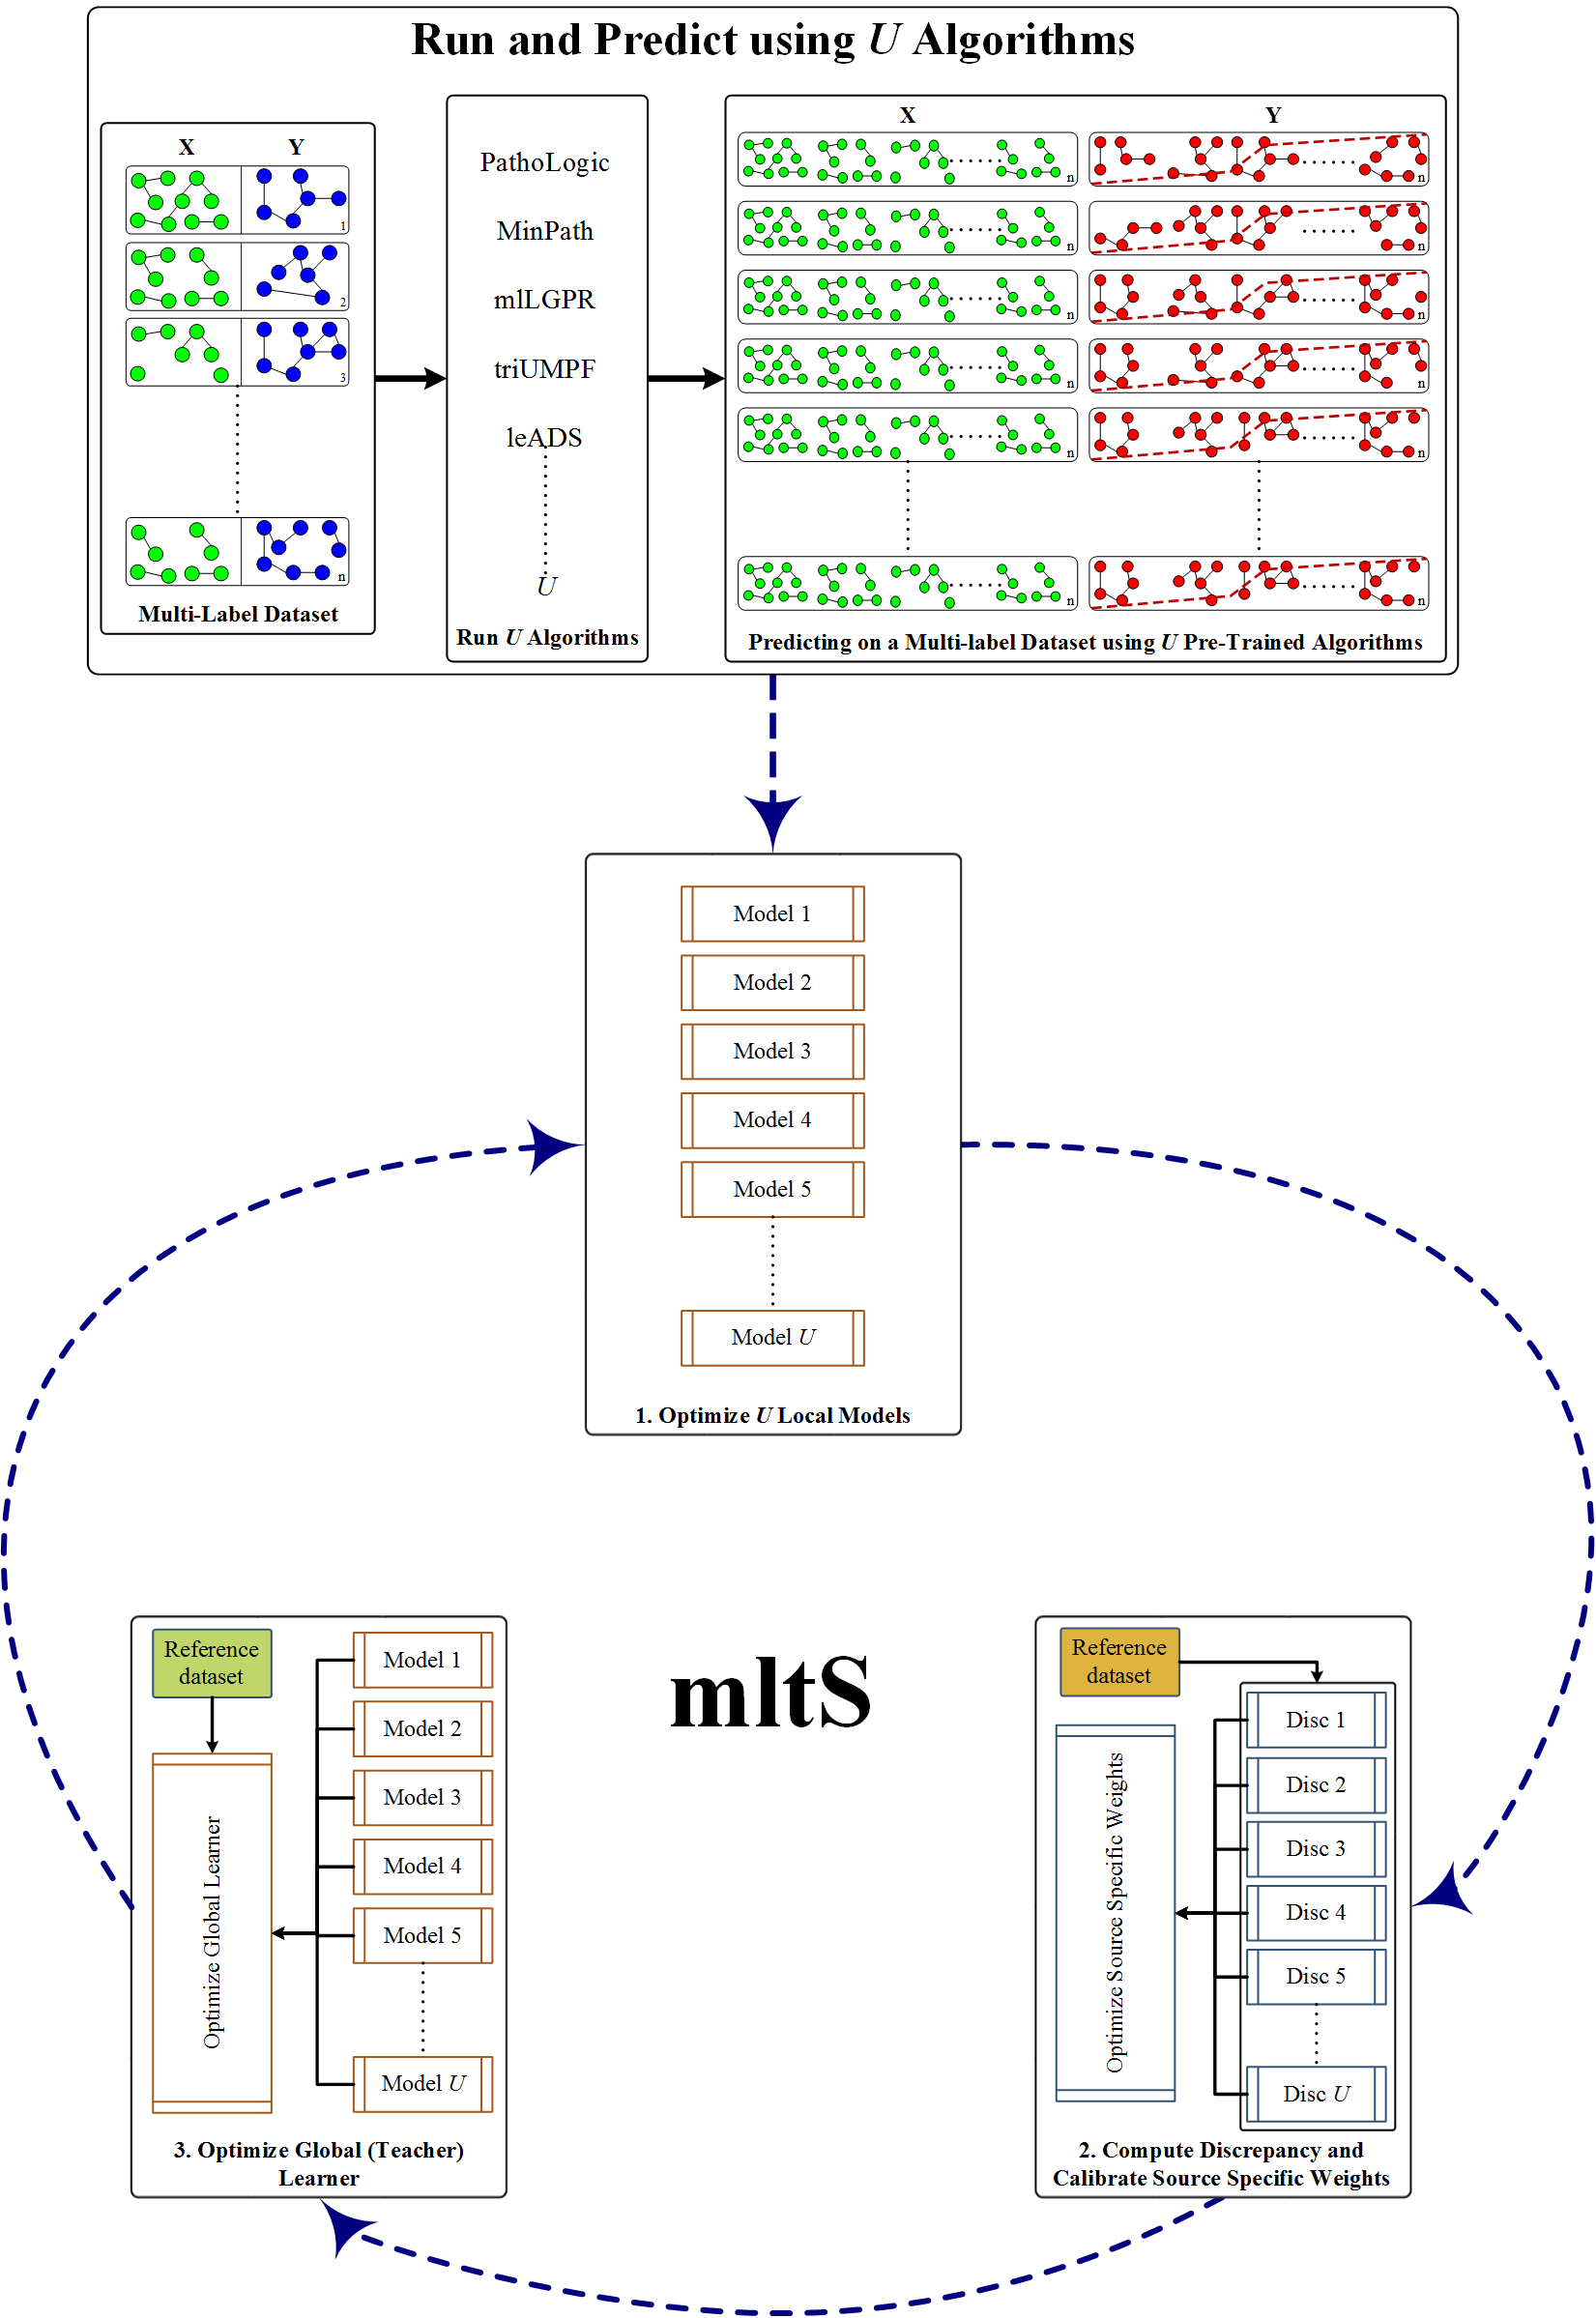 Run and Predict using U Algorithms
X Y
1
2
3
n
Multi-Label Dataset
PathoLogic
MinPath
mlLGPR
triUMPF
leADS
U
Run U Algorithms
X Y
n n
n n
n n
n n
n n
n n
Predicting on a Multi-label Dataset using U Pre-Trained Algorithms
Model 1
Model 2
Model 3
Model 4
Model 5
Model U
1. Optimize U Local Models
mltS
Reference
dataset
Optimize Global Learner
Model 1
Model 2
Model 3
Model 4
Model 5
Model U
3. Optimize Global (Teacher)
Learner
Reference
dataset
Optimize Source Specific Weights
Disc 1
Disc 2
Disc 3
Disc 4
Disc 5
Disc U
2. Compute Discrepancy and
Calibrate Source Specific Weights